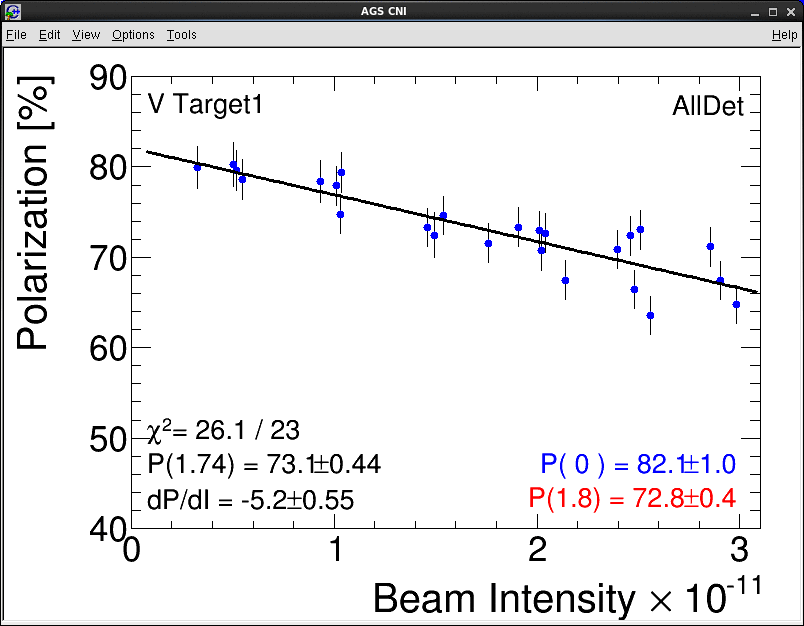 AGS CNI
File Edit View Options Tools Help
Polarization [%]
90
80
70
60
50
40
V Target1
AllDet
χ²= 26.1 / 23
P(1.74) = 73.1±0.44
dP/dI = -5.2±0.55
P( 0 ) = 82.1±1.0
P(1.8) = 72.8±0.4
0 1 2 3
Beam Intensity × 10⁻¹¹